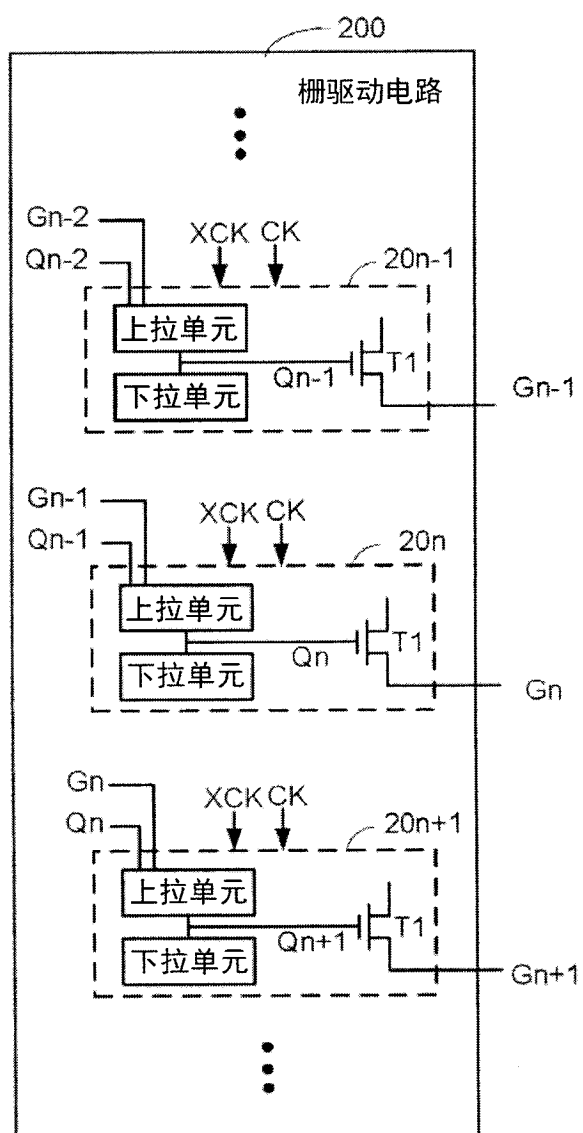 200
栅驱动电路
Gn-2
XCK CK
Qn-2
20n-1
上拉单元
Qn-1
T1
下拉单元
Gn-1
Gn-1
XCK CK
Qn-1
20n
上拉单元
Qn
T1
下拉单元
Gn
Gn
XCK CK
Qn
20n+1
上拉单元
Qn+1
T1
下拉单元
Gn+1